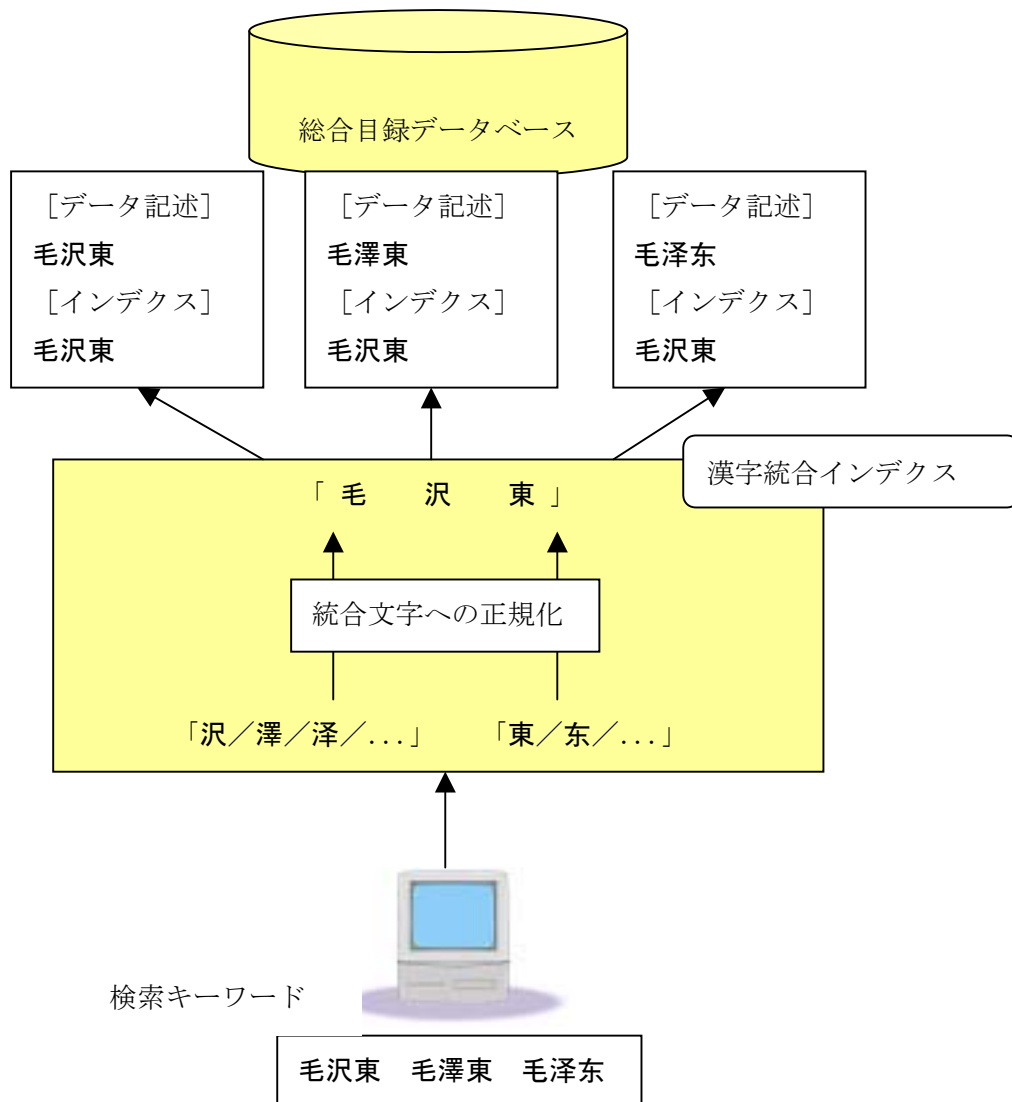 総合目録データベース
［データ記述］
毛沢東
［インデクス］
毛沢東
［データ記述］
毛澤東
［インデクス］
毛沢東
［データ記述］
毛泽东
［インデクス］
毛沢東
漢字統合インデクス
「 毛　沢　東 」
統合文字への正規化
「沢／澤／泽／...」　「東／东／...」
検索キーワード
毛沢東　毛澤東　毛泽东